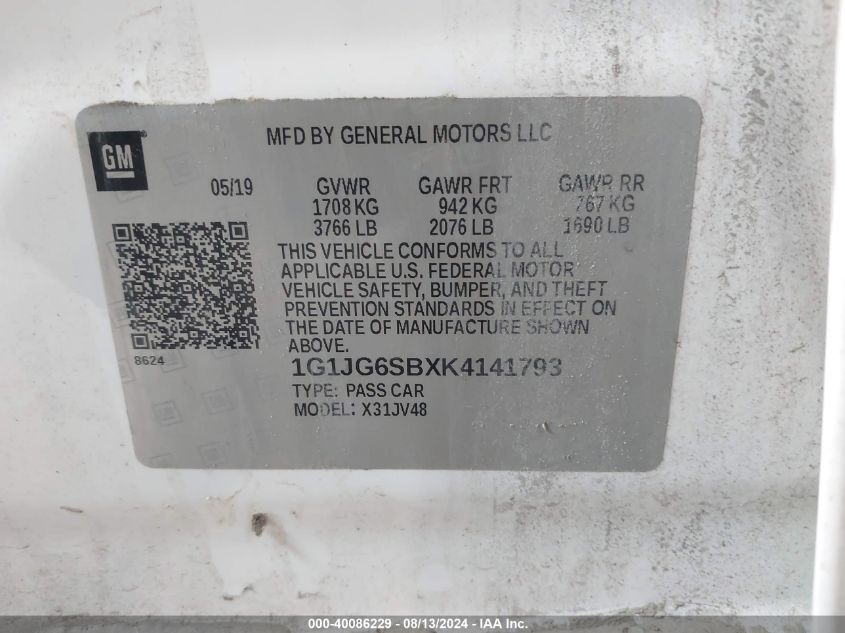 GM
MFD BY GENERAL MOTORS LLC
05/19 GVWR GAWR FRT GAWR RR
1708 KG 942 KG 767 KG
3766 LB 2076 LB 1690 LB
THIS VEHICLE CONFORMS TO ALL
APPLICABLE U.S. FEDERAL MOTOR
VEHICLE SAFETY, BUMPER, AND THEFT
PREVENTION STANDARDS IN EFFECT ON
THE DATE OF MANUFACTURE SHOWN
ABOVE.
8624
1G1JG6SBXK4141793
TYPE: PASS CAR
MODEL: X31JV48
000-40086229 - 08/13/2024 - IAA Inc.